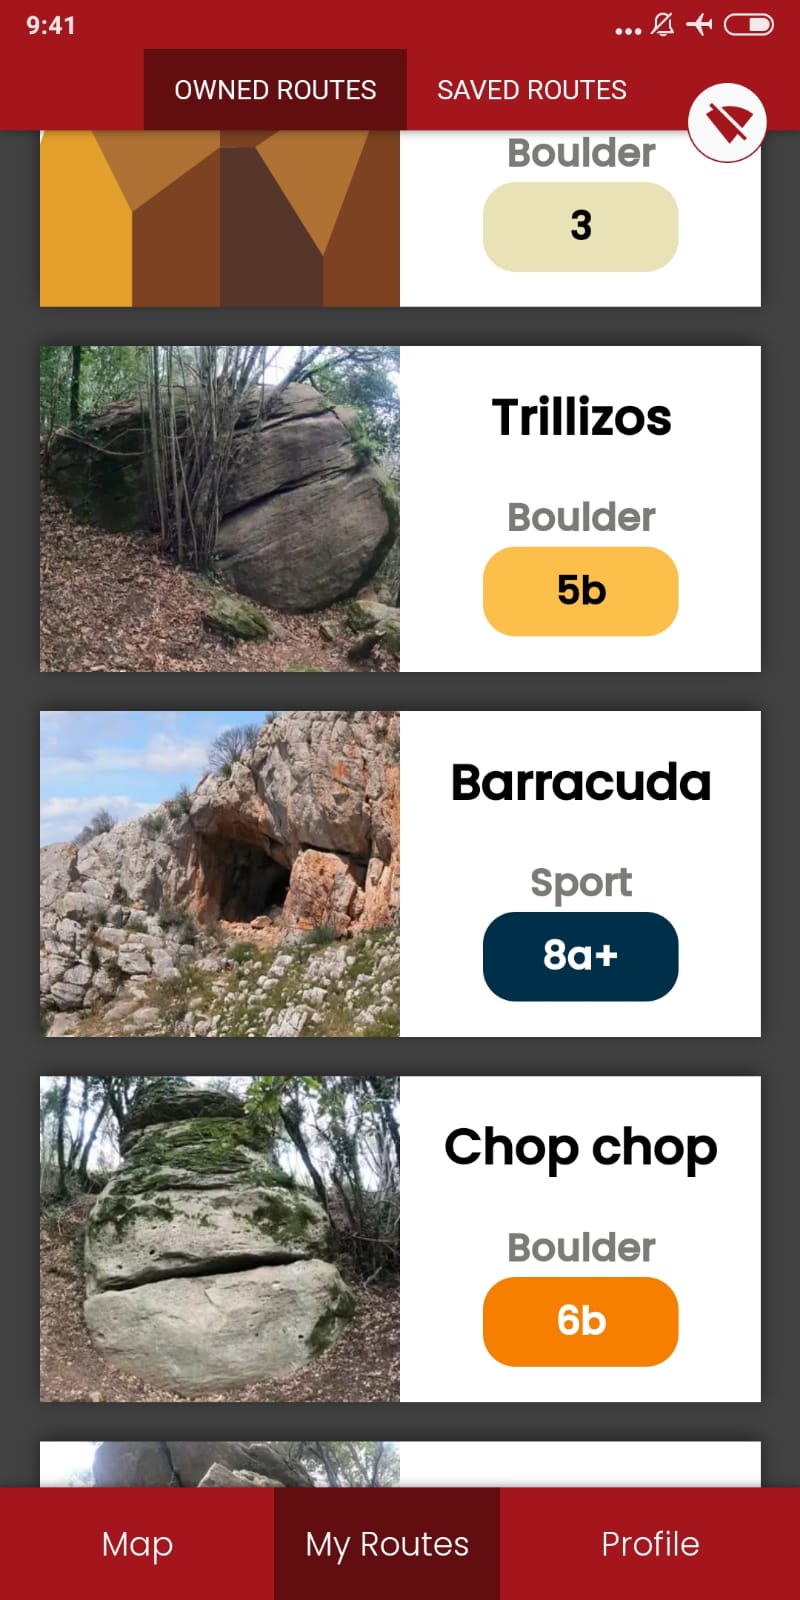 9:41
OWNED ROUTES
SAVED ROUTES
Boulder
3
Trillizos
Boulder
5b
Barracuda
Sport
8a+
Chop chop
Boulder
6b
Map
My Routes
Profile